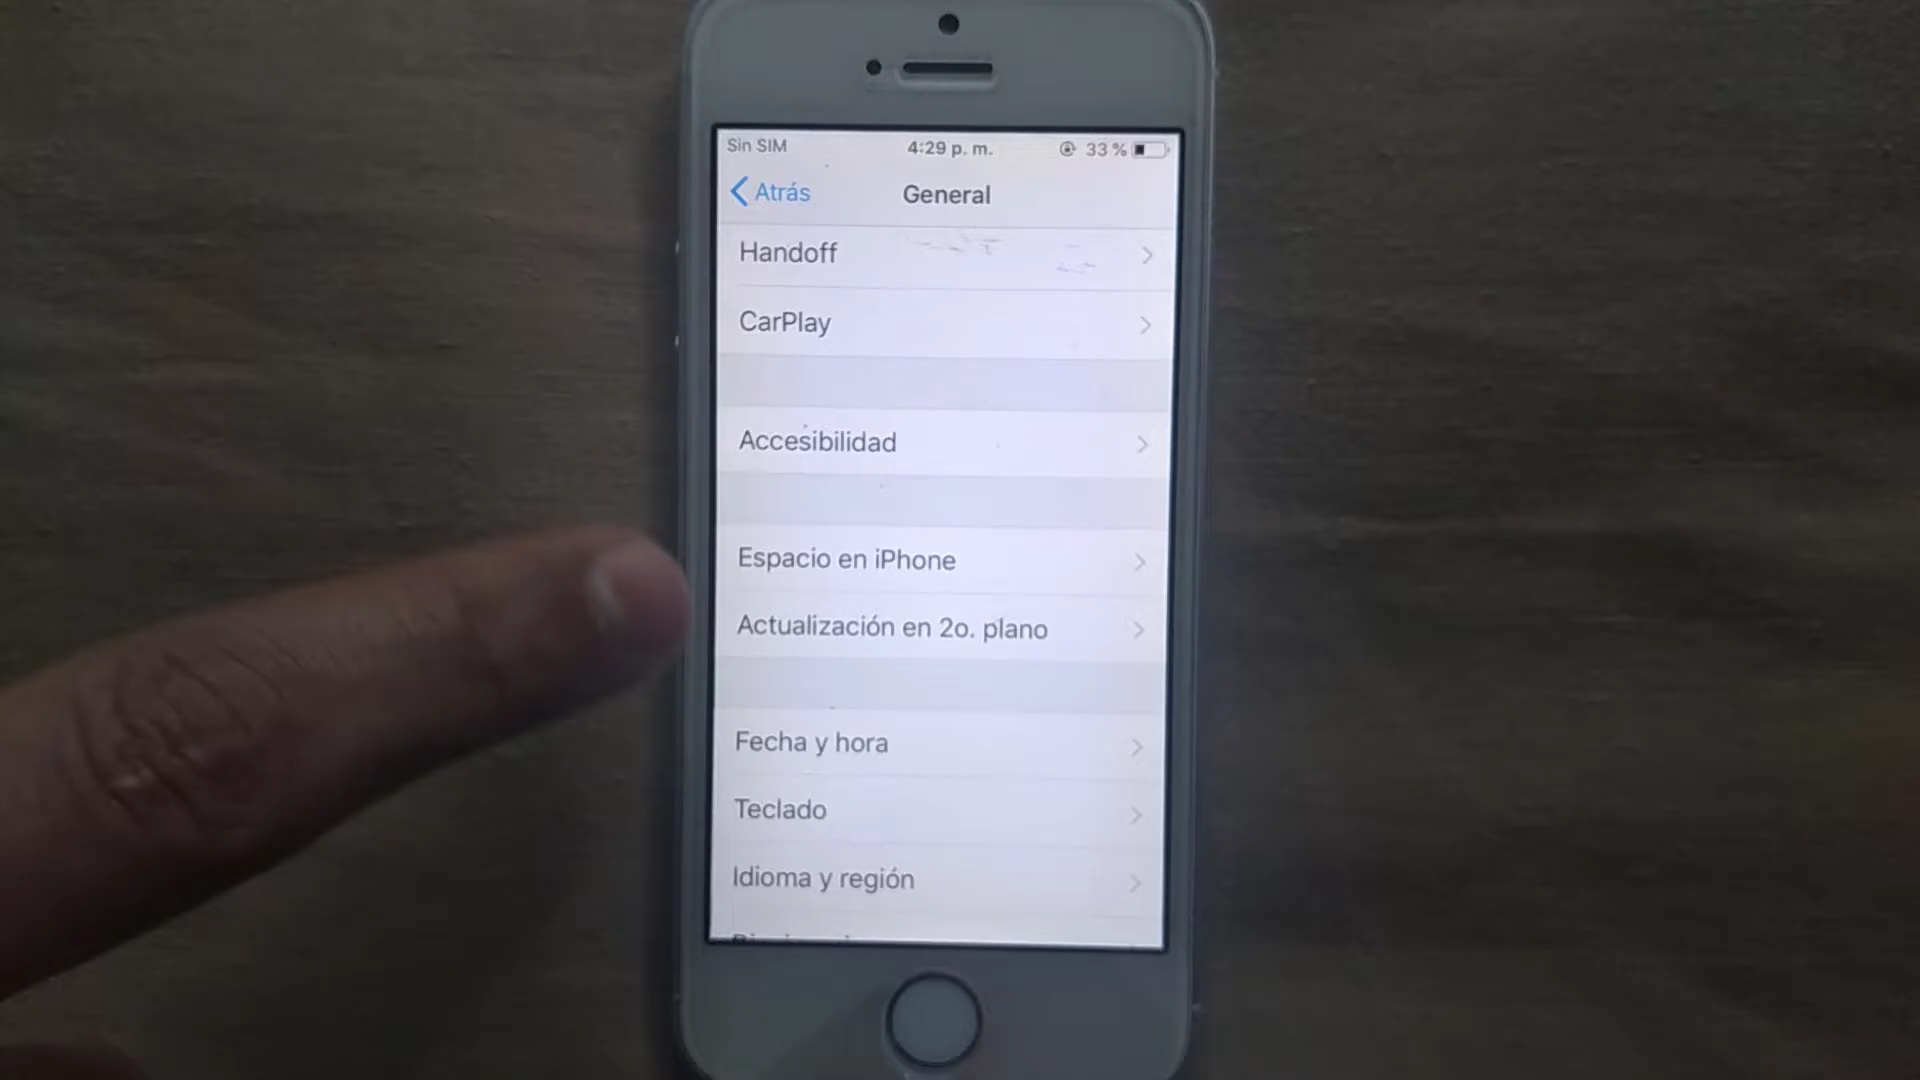 Sin SIM 4:29 p. m. 33 %
Atrás General
Handoff
CarPlay
Accesibilidad
Espacio en iPhone
Actualización en 2o. plano
Fecha y hora
Teclado
Idioma y región